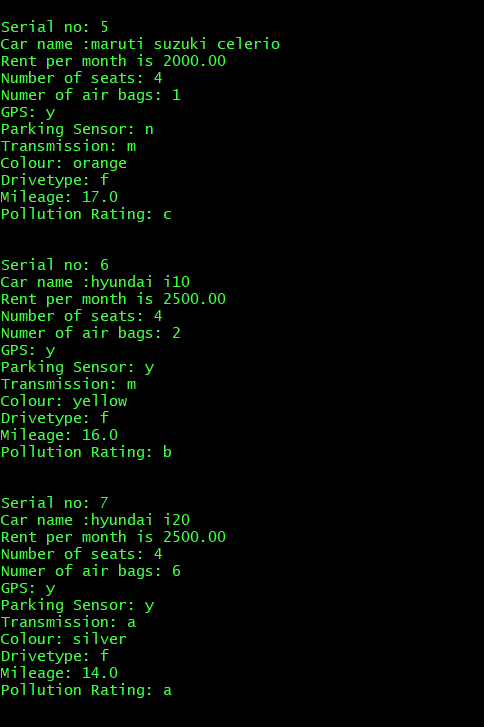 Serial no: 5
Car name :maruti suzuki celerio
Rent per month is 2000.00
Number of seats: 4
Numer of air bags: 1
GPS: y
Parking Sensor: n
Transmission: m
Colour: orange
Drivetype: f
Mileage: 17.0
Pollution Rating: c
Serial no: 6
Car name :hyundai i10
Rent per month is 2500.00
Number of seats: 4
Numer of air bags: 2
GPS: y
Parking Sensor: y
Transmission: m
Colour: yellow
Drivetype: f
Mileage: 16.0
Pollution Rating: b
Serial no: 7
Car name :hyundai i20
Rent per month is 2500.00
Number of seats: 4
Numer of air bags: 6
GPS: y
Parking Sensor: y
Transmission: a
Colour: silver
Drivetype: f
Mileage: 14.0
Pollution Rating: a